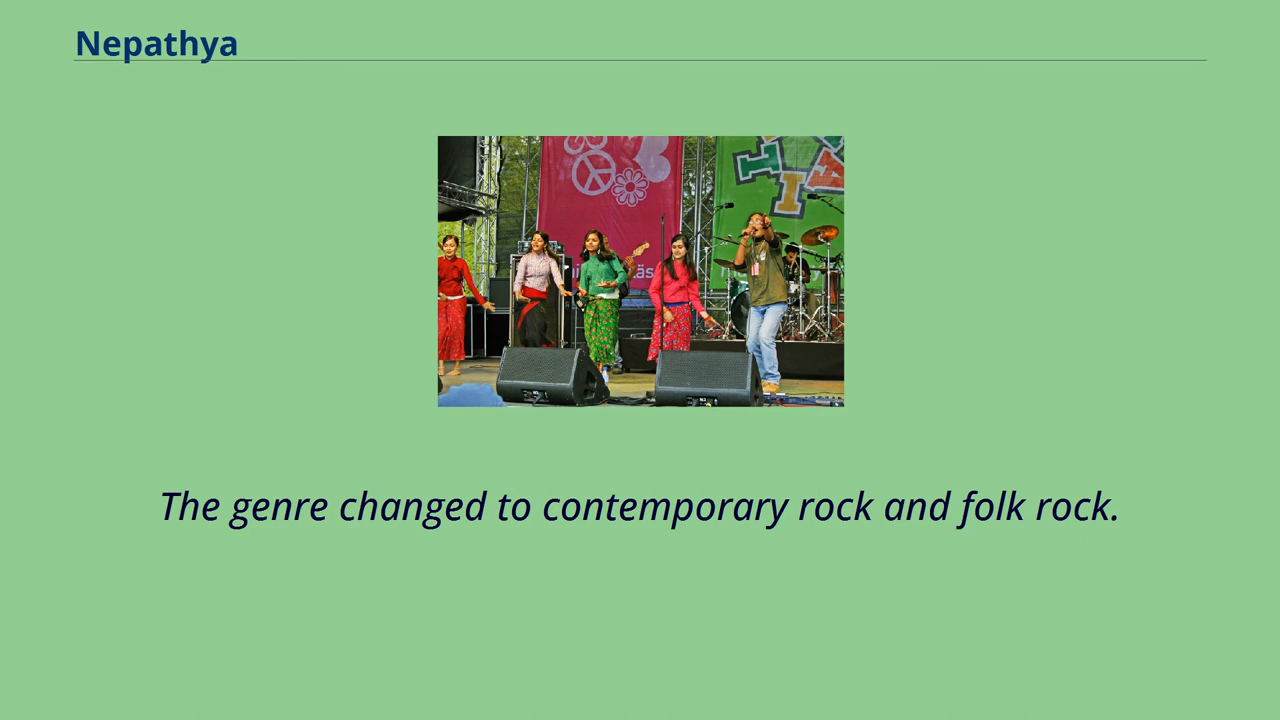 Nepathya
The genre changed to contemporary rock and folk rock.